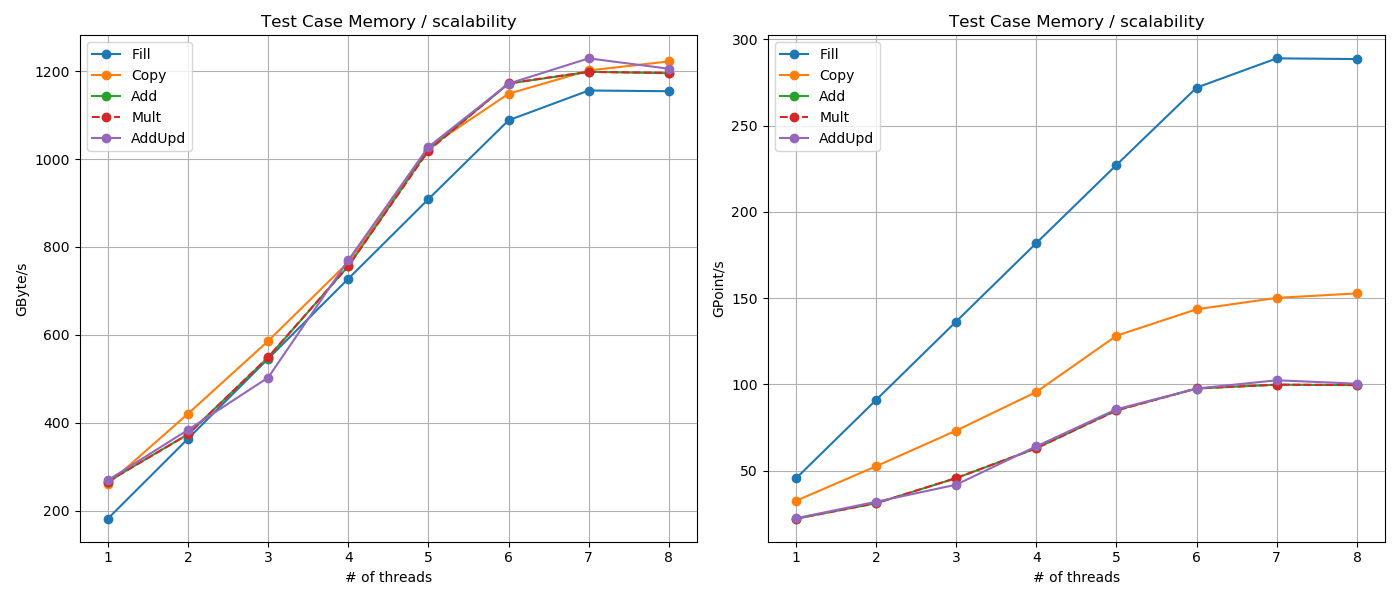 Test Case Memory / scalability
GByte/s
1200
1000
800
600
400
200
Fill
Copy
Add
Mult
AddUpd
1 2 3 4 5 6 7 8
# of threads
Test Case Memory / scalability
GPoint/s
300
250
200
150
100
50
Fill
Copy
Add
Mult
AddUpd
1 2 3 4 5 6 7 8
# of threads